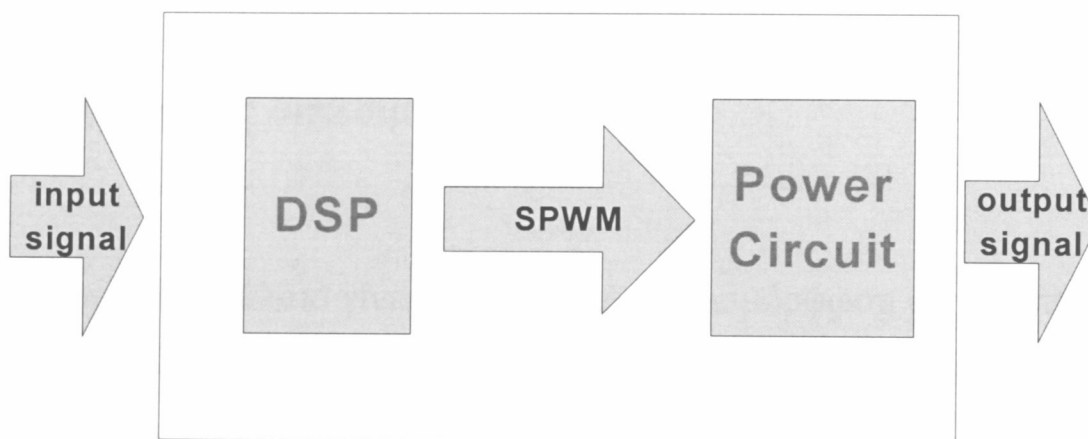 input
signal
DSP
SPWM
Power
Circuit
output
signal